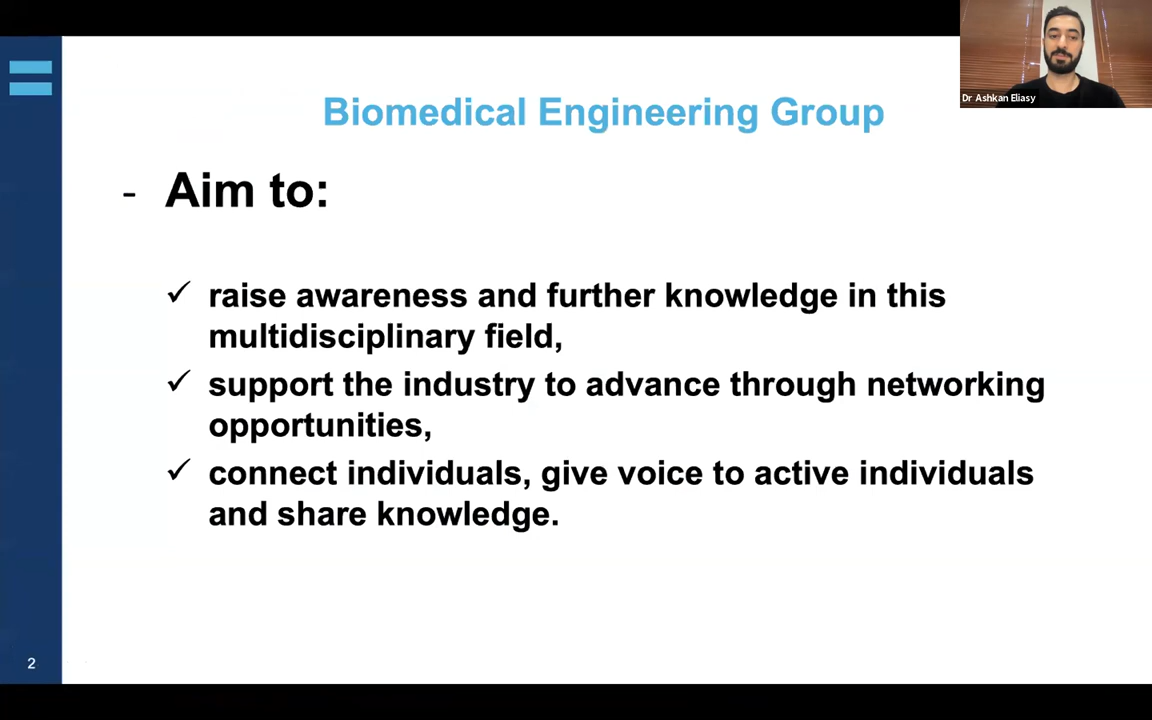 Dr Ashkan Eliasy
Biomedical Engineering Group
- Aim to:
✓ raise awareness and further knowledge in this
multidisciplinary field,
✓ support the industry to advance through networking
opportunities,
✓ connect individuals, give voice to active individuals
and share knowledge.
2